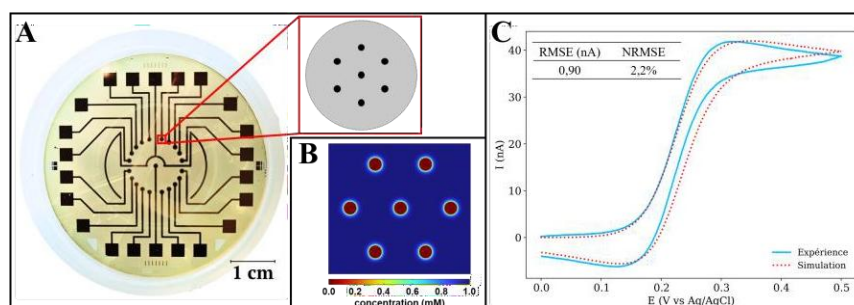 A
1 cm
B
0.0 0.2 0.4 0.6 0.8 1.0
concentration (mM)
C
RMSE (nA) NRMSE
0,90 2,2%
I (nA)
40
30
20
10
0
Expérience
Simulation
0.0 0.1 0.2 0.3 0.4 0.5
E (V vs Ag/AgCl)